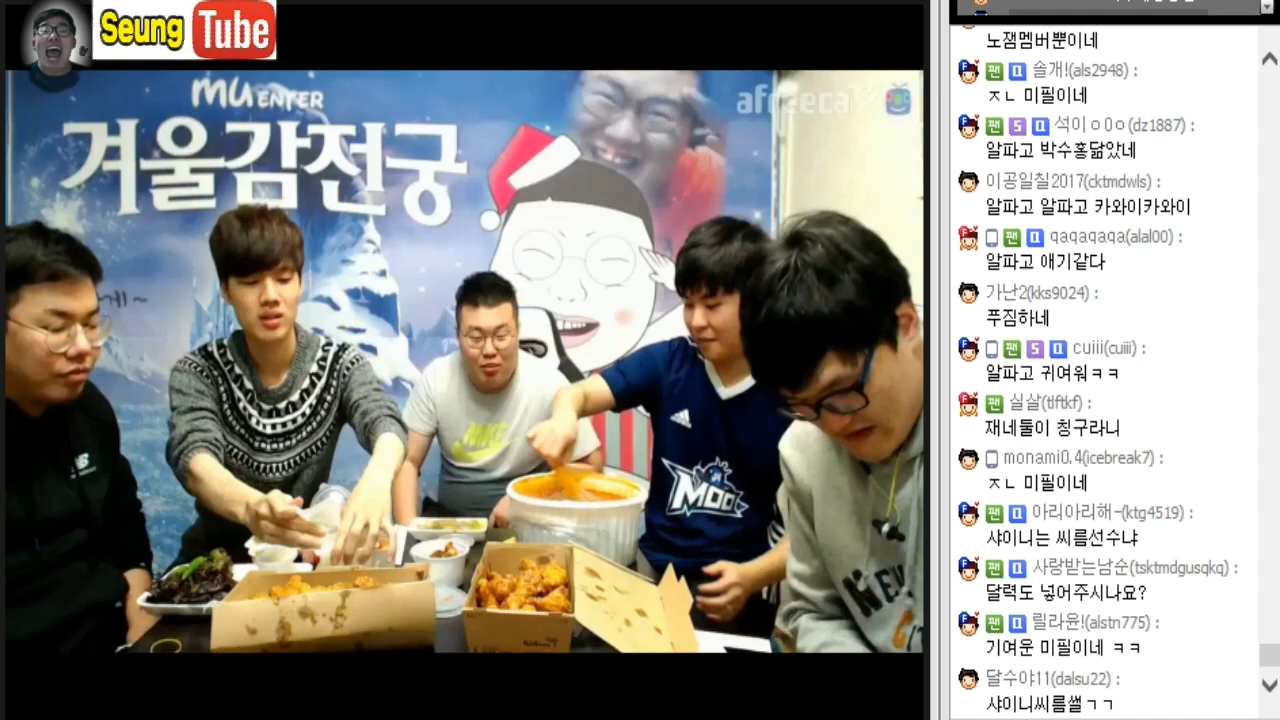 Seung Tube
MU ENTER
겨울감전궁
afreecaTV
게~
MOO
NEW
노잼멤버뿐이네
솔개!(als2948) :
ㅈㄴ 미필이네
석이ㅇ0ㅇ(dz1887) :
알파고 박수홍닮았네
이공일칠2017(cktmdwls) :
알파고 알파고 카와이카와이
qaqaqaqa(alal00) :
알파고 애기같다
가난2(kks9024) :
푸짐하네
cuiii(cuiii) :
알파고 귀여워ㅋㅋ
실살(tlftkf) :
재네둘이 칭구라니
monami0.4(icebreak7) :
ㅈㄴ 미필이네
아리아리해-(ktg4519) :
샤이니는 씨름선수냐
사랑받는남순(tsktmdgusqkq) :
달력도 넣어주시나요?
릴라윤!(alstn775) :
기여운 미필이네 ㅋㅋ
달수야11(dalsu22) :
샤이니씨름썰ㄱㄱ